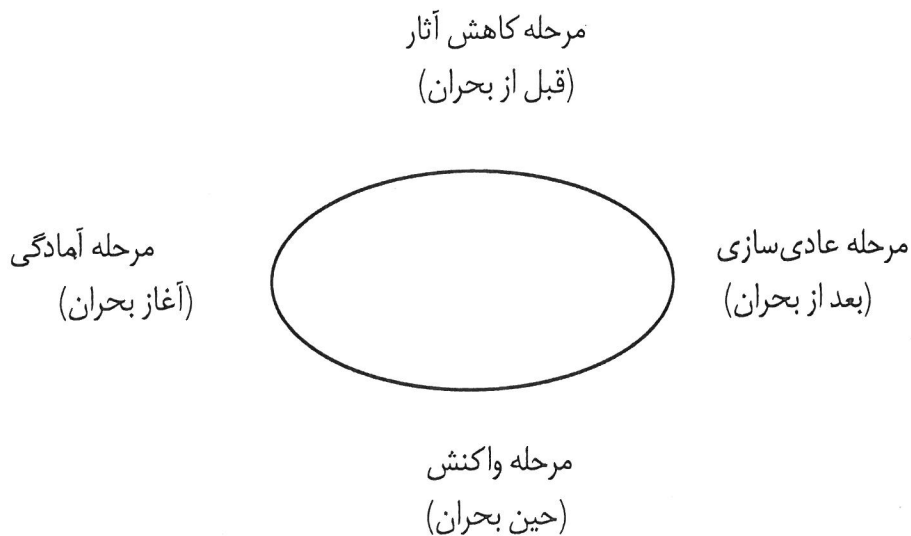 مرحله کاهش آثار
(قبل از بحران)
مرحله عادی‌سازی
(بعد از بحران)
مرحله آمادگی
(آغاز بحران)
مرحله واکنش
(حین بحران)